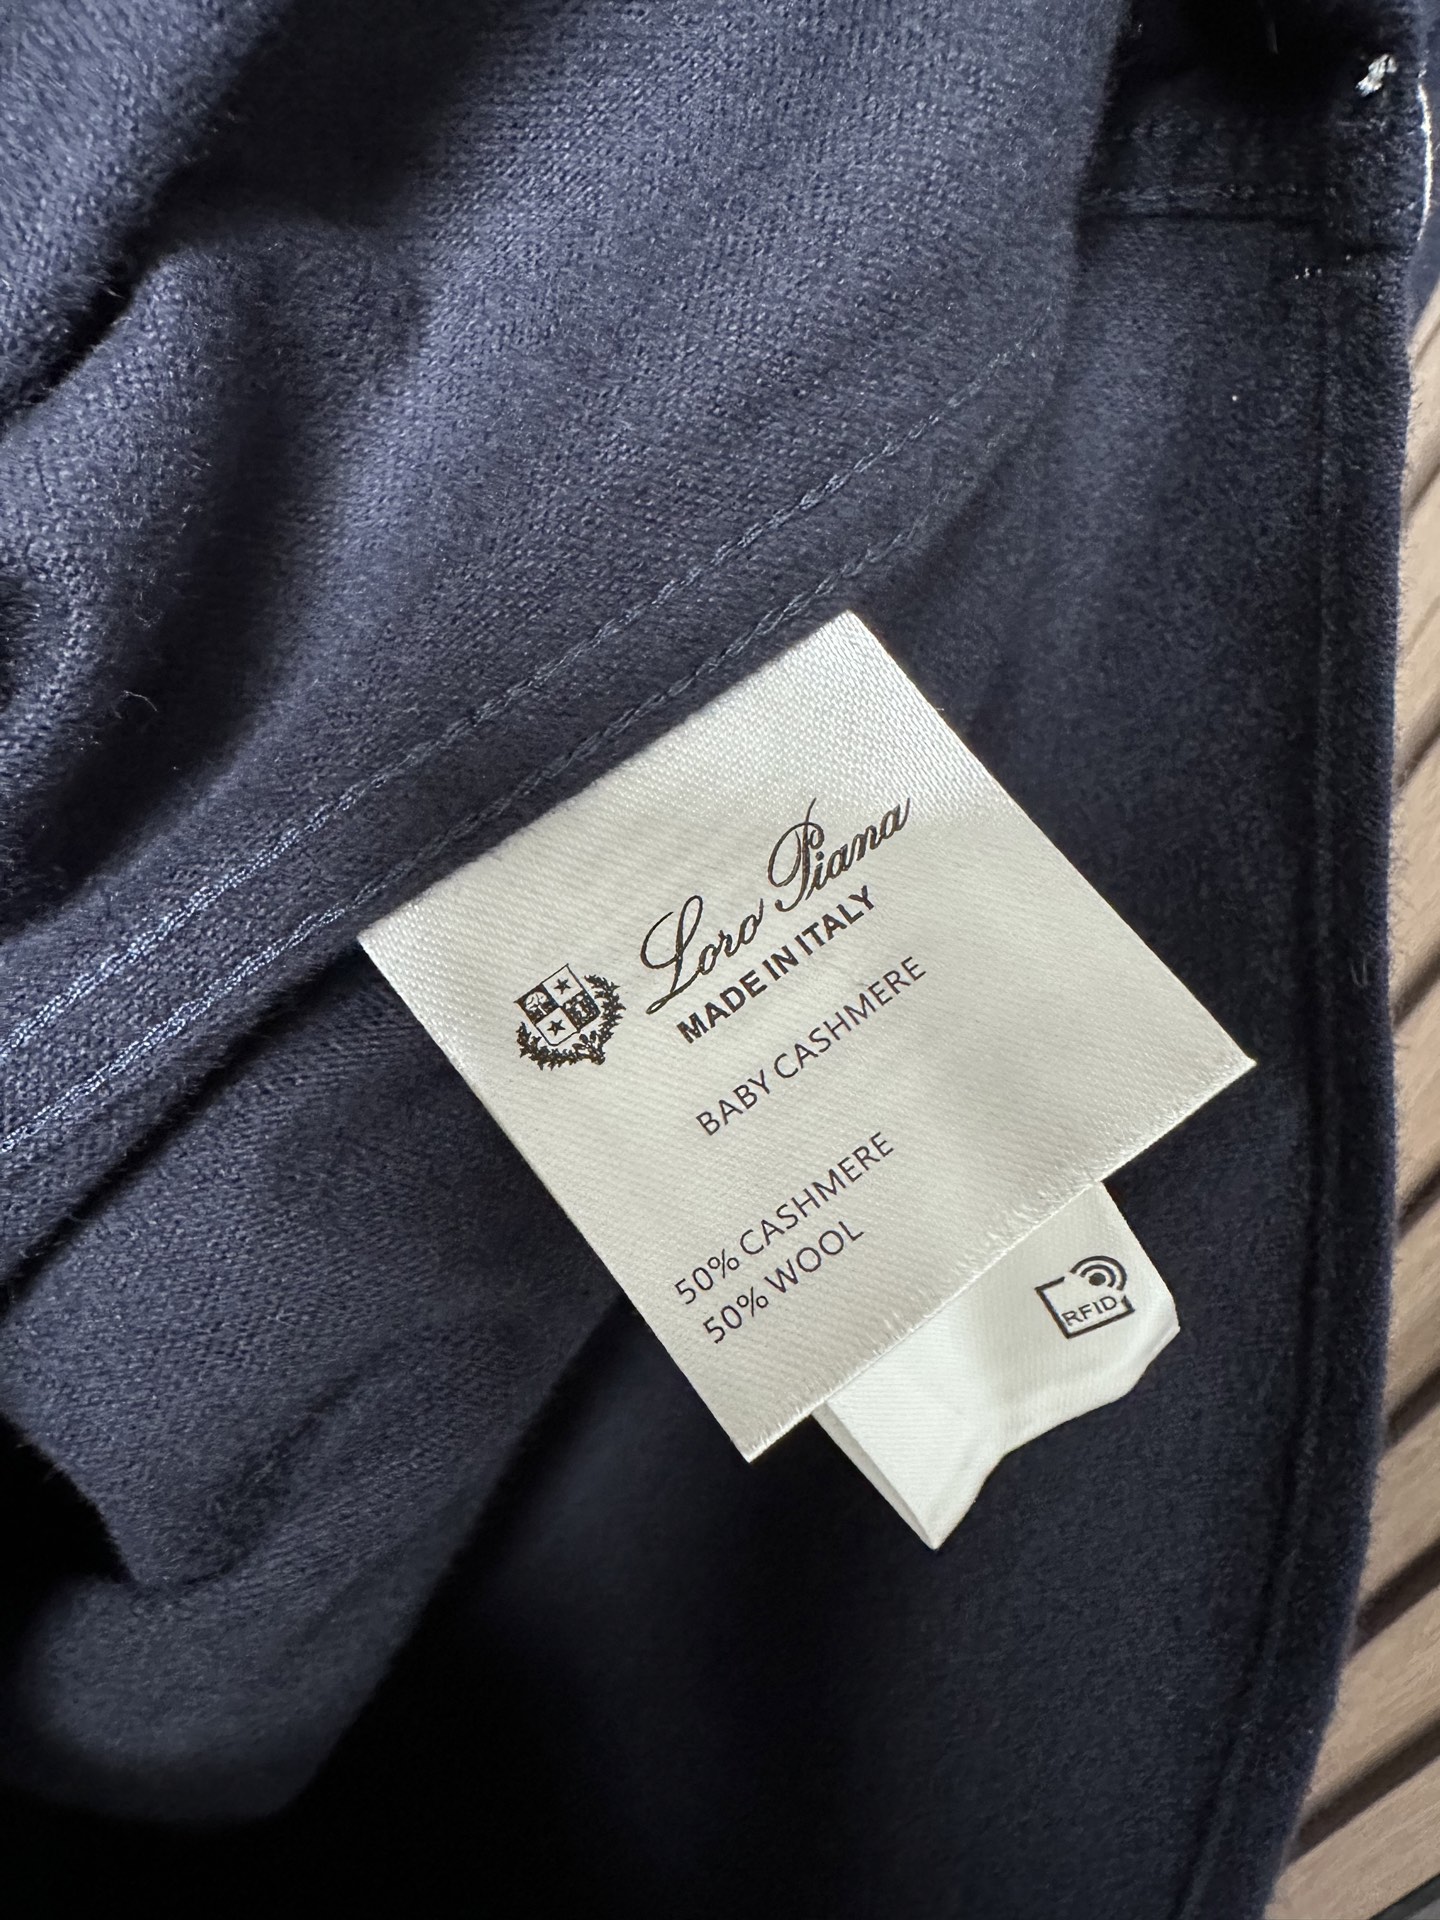 Loro Piana
MADE IN ITALY
BABY CASHMERE
50% CASHMERE
50% WOOL
RFID